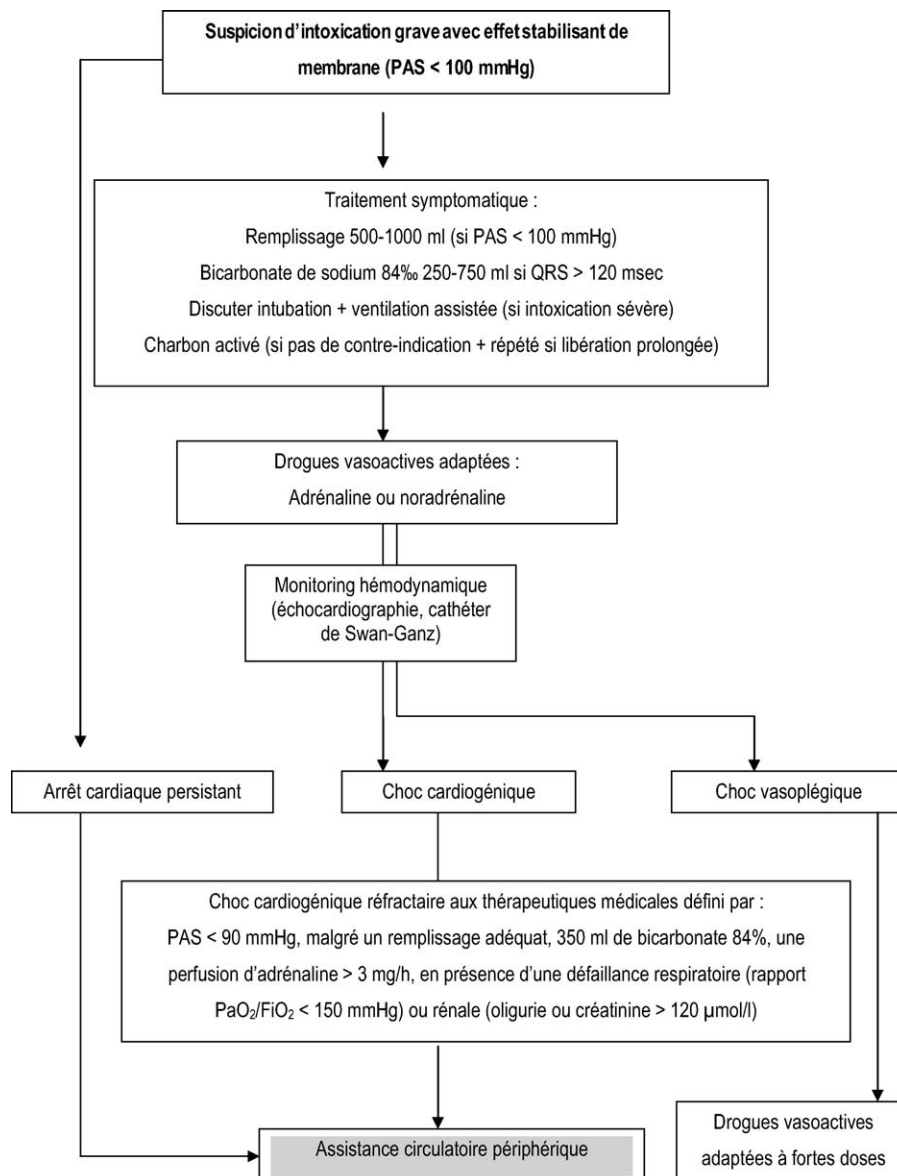 Suspicion d'intoxication grave avec effet stabilisant de
membrane (PAS < 100 mmHg)
Traitement symptomatique :
Remplissage 500-1000 ml (si PAS < 100 mmHg)
Bicarbonate de sodium 84‰ 250-750 ml si QRS > 120 msec
Discuter intubation + ventilation assistée (si intoxication sévère)
Charbon activé (si pas de contre-indication + répété si libération prolongée)
Drogues vasoactives adaptées :
Adrénaline ou noradrénaline
Monitoring hémodynamique
(échocardiographie, cathéter
de Swan-Ganz)
Arrêt cardiaque persistant
Choc cardiogénique
Choc vasoplégique
Choc cardiogénique réfractaire aux thérapeutiques médicales défini par :
PAS < 90 mmHg, malgré un remplissage adéquat, 350 ml de bicarbonate 84%, une
perfusion d'adrénaline > 3 mg/h, en présence d'une défaillance respiratoire (rapport
PaO₂/FiO₂ < 150 mmHg) ou rénale (oligurie ou créatinine > 120 µmol/l)
Assistance circulatoire périphérique
Drogues vasoactives
adaptées à fortes doses